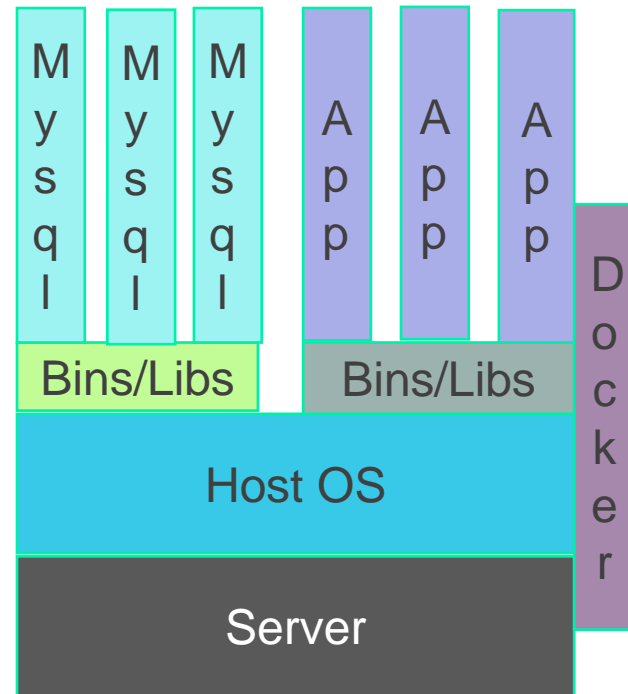 Mysql
Mysql
Mysql
App
App
App
Docker
Bins/Libs
Bins/Libs
Host OS
Server